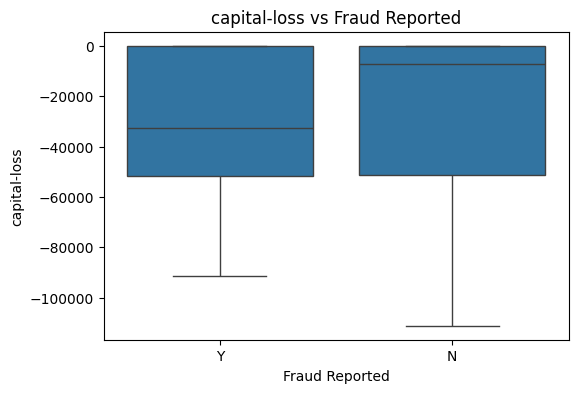 capital-loss vs Fraud Reported
0
−20000
−40000
−60000
−80000
−100000
capital-loss
Y
N
Fraud Reported